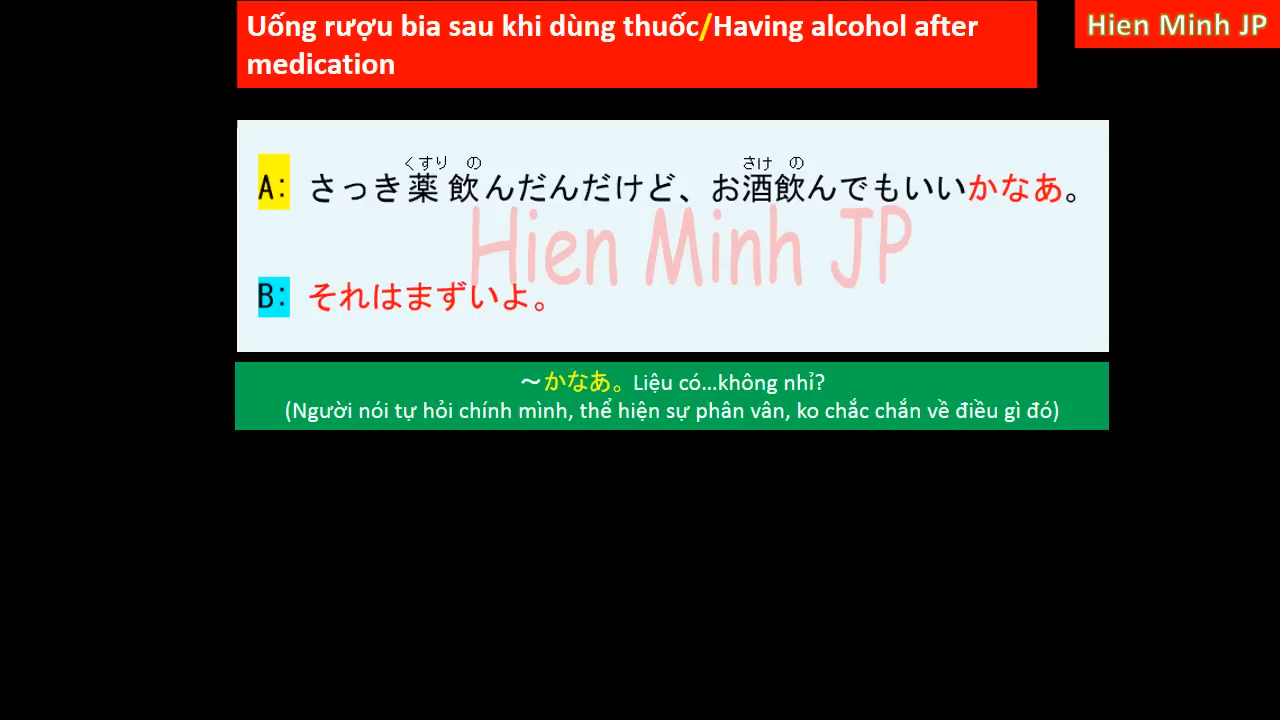 Uống rượu bia sau khi dùng thuốc/Having alcohol after
medication
Hien Minh JP
くすり の さけ の
A: さっき薬飲んだんだけど、お酒飲んでもいいかなあ。
Hien Minh JP
B: それはまずいよ。
～かなあ。Liệu có...không nhỉ?
(Người nói tự hỏi chính mình, thể hiện sự phân vân, ko chắc chắn về điều gì đó)